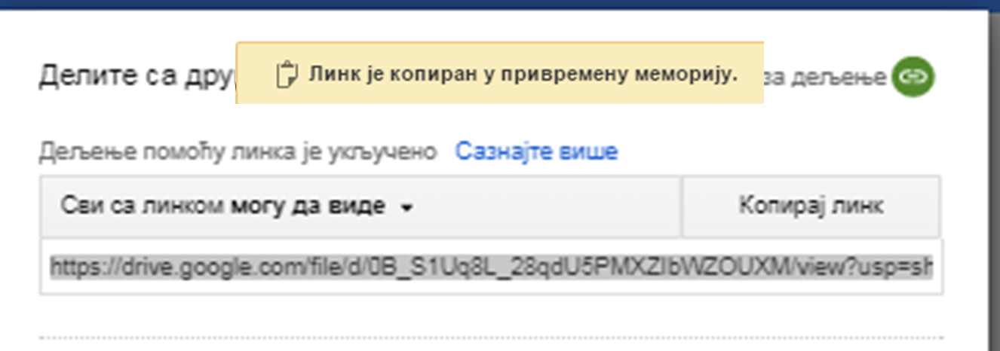 Делите са дру
Линк је копиран у привремену меморију.
за дељење
Дељење помоћу линка је укључено Сазнајте више
Сви са линком могу да виде
Копирај линк
https://drive.google.com/file/d/0B_S1Uq8L_28qdU5PMXZIbWZOUXM/view?usp=sh